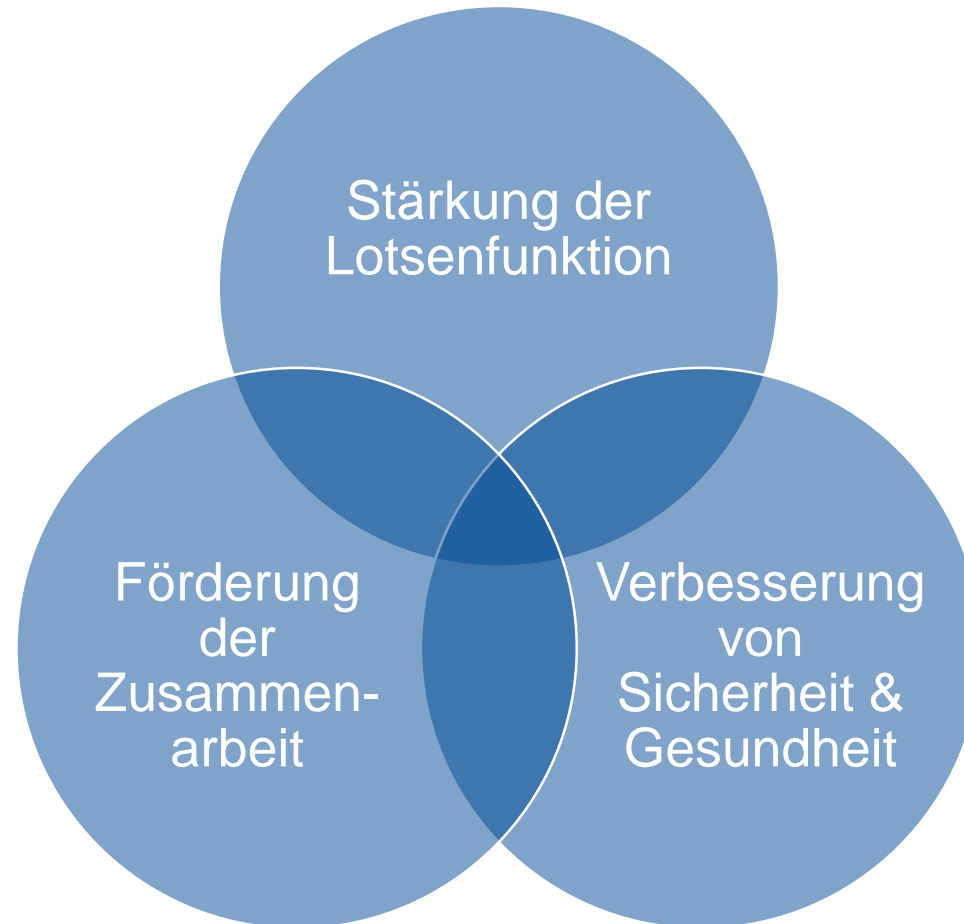 Stärkung der
Lotsenfunktion
Förderung
der
Zusammen-
arbeit
Verbesserung
von
Sicherheit &
Gesundheit